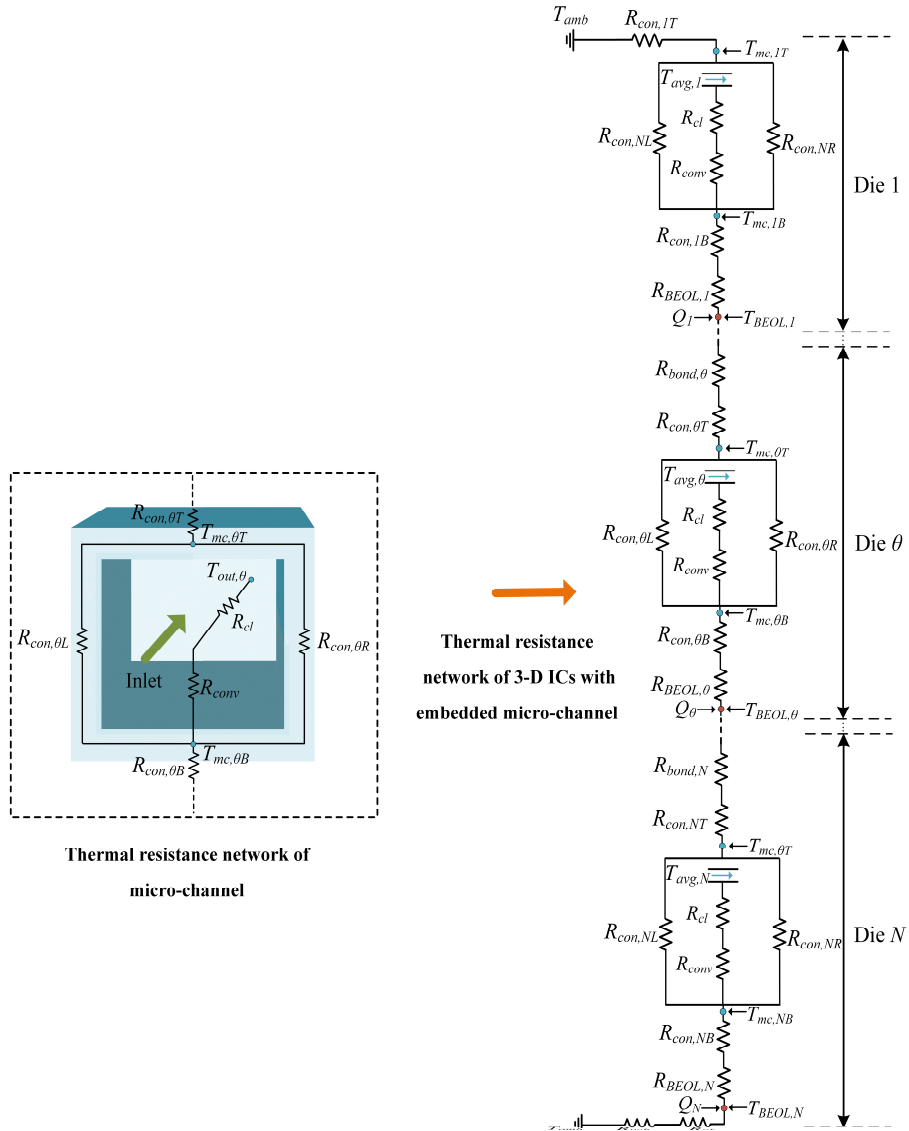 T_amb
R_con,1T
T_mc,1T
T_avg,1
R_cl
R_con,NL
R_con,NR
R_conv
Die 1
T_mc,1B
R_con,1B
R_BEOL,1
Q_1
T_BEOL,1
R_bond,θ
R_con,θT
T_mc,θT
T_avg,θ
R_cl
R_con,θL
R_con,θR
R_conv
Die θ
T_mc,θB
R_con,θB
R_BEOL,θ
Q_θ
T_BEOL,θ
R_bond,N
R_con,NT
T_mc,θT
T_avg,N
R_cl
R_con,NL
R_con,NR
R_conv
Die N
T_mc,NB
R_con,NB
R_BEOL,N
Q_N
T_BEOL,N
R_con,θT
T_mc,θT
T_out,θ
R_cl
R_con,θL
R_con,θR
Inlet
R_conv
T_mc,θB
R_con,θB
Thermal resistance network of
micro-channel
Thermal resistance
network of 3-D ICs with
embedded micro-channel